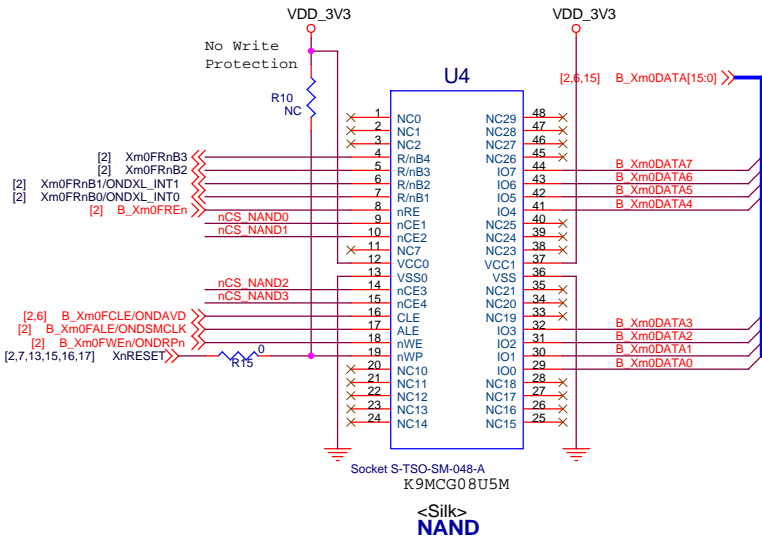 VDD_3V3
VDD_3V3
No Write
Protection
U4
[2,6,15] B_Xm0DATA[15:0]
R10
NC
1 NC0 NC29 48
2 NC1 NC28 47
3 NC2 NC27 46
4 R/nB4 NC26 45
5 R/nB3 IO7 44
6 R/nB2 IO6 43
7 R/nB1 IO5 42
8 nRE IO4 41
9 nCE1 NC25 40
10 nCE2 NC24 39
11 NC7 NC23 38
12 VCC0 VCC1 37
13 VSS0 VSS 36
14 nCE3 NC21 35
15 nCE4 NC20 34
16 CLE NC19 33
17 ALE IO3 32
18 nWE IO2 31
19 nWP IO1 30
20 NC10 IO0 29
21 NC11 NC18 28
22 NC12 NC17 27
23 NC13 NC16 26
24 NC14 NC15 25
[2] Xm0FRnB3
[2] Xm0FRnB2
[2] Xm0FRnB1/ONDXL_INT1
[2] Xm0FRnB0/ONDXL_INT0
[2] B_Xm0FREn
nCS_NAND0
nCS_NAND1
nCS_NAND2
nCS_NAND3
[2,6] B_Xm0FCLE/ONDAVD
[2] B_Xm0FALE/ONDSMCLK
[2] B_Xm0FWEn/ONDRPn
[2,7,13,15,16,17] XnRESET
0
R15
B_Xm0DATA7
B_Xm0DATA6
B_Xm0DATA5
B_Xm0DATA4
B_Xm0DATA3
B_Xm0DATA2
B_Xm0DATA1
B_Xm0DATA0
Socket S-TSO-SM-048-A
K9MCG08U5M
<Silk>
NAND